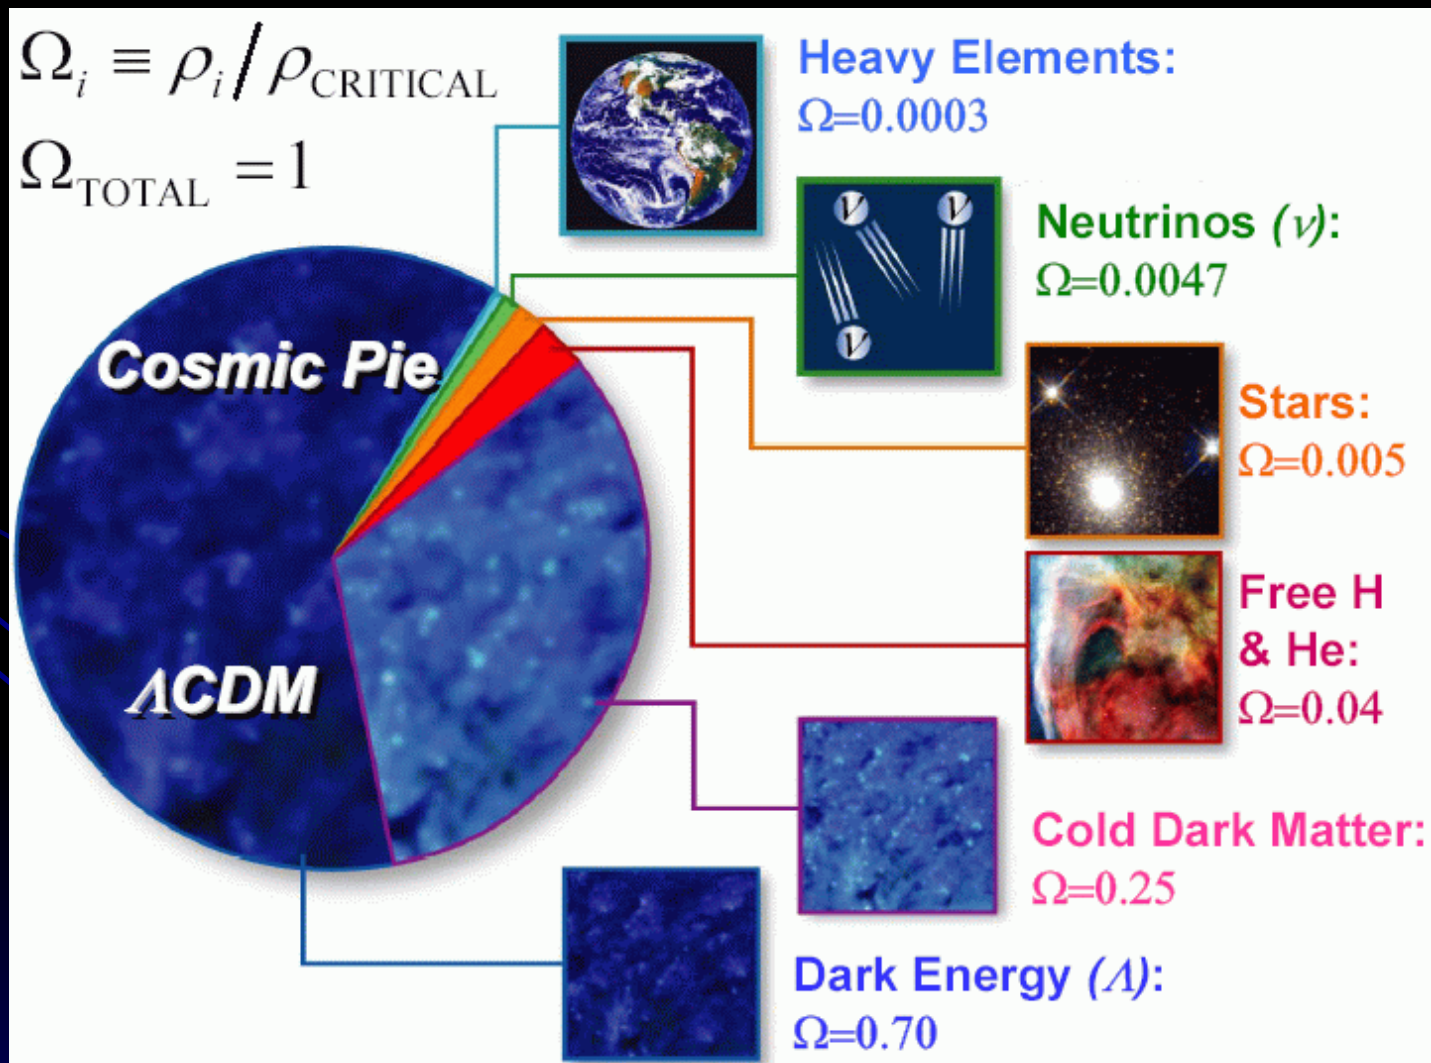 Ωᵢ ≡ ρᵢ/ρCRITICAL
ΩTOTAL = 1
Heavy Elements:
Ω=0.0003
ν ν
ν
Neutrinos (ν):
Ω=0.0047
Cosmic Pie
Stars:
Ω=0.005
Free H
& He:
Ω=0.04
ΛCDM
Cold Dark Matter:
Ω=0.25
Dark Energy (Λ):
Ω=0.70